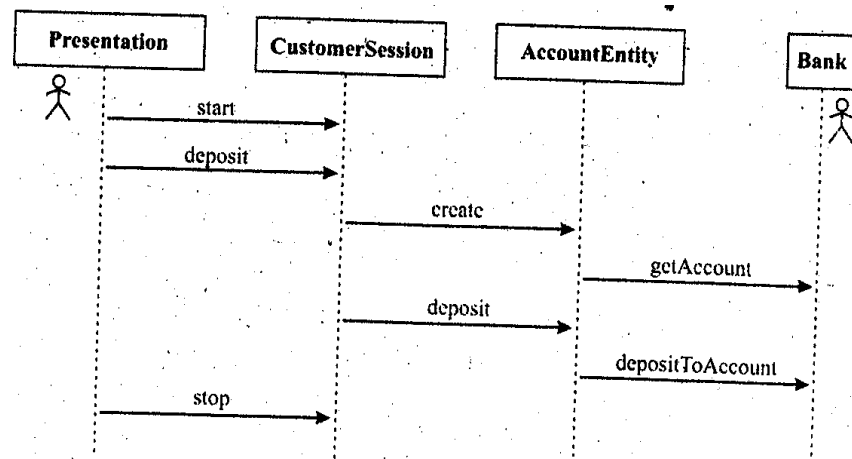 Presentation
CustomerSession
AccountEntity
Bank
start
deposit
create
getAccount
deposit
depositToAccount
stop